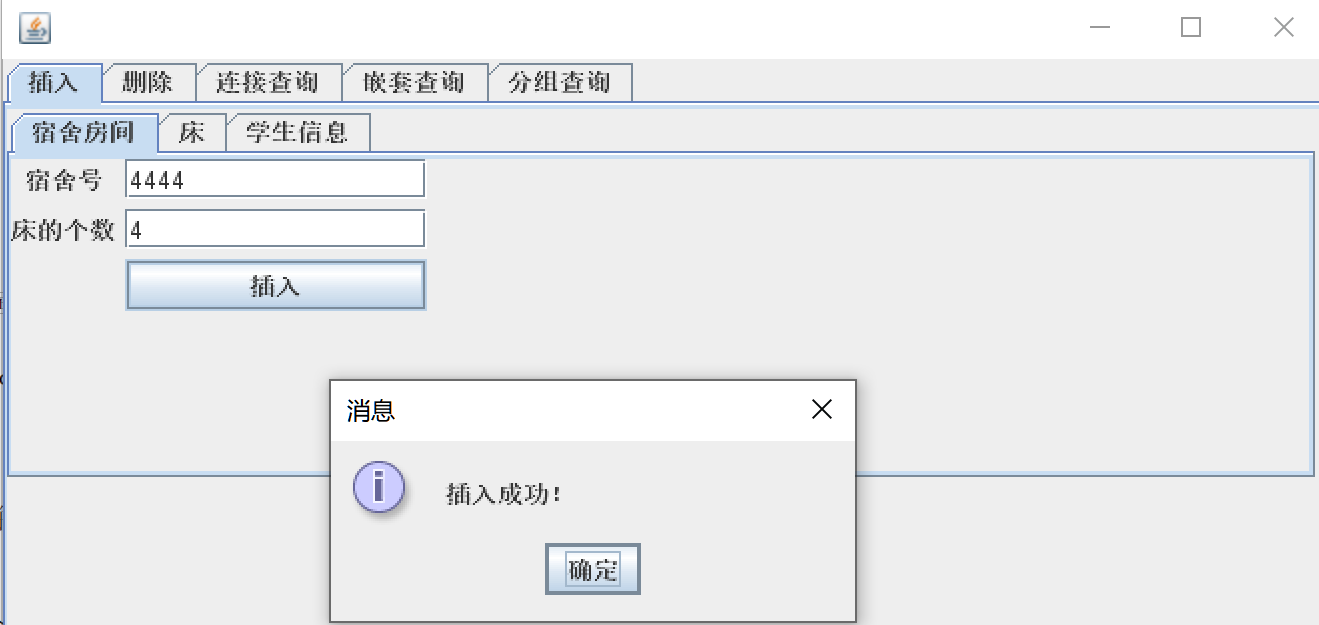 插入 删除 连接查询 嵌套查询 分组查询
宿舍房间 床 学生信息
宿舍号 4444
床的个数 4
插入
消息
插入成功!
确定